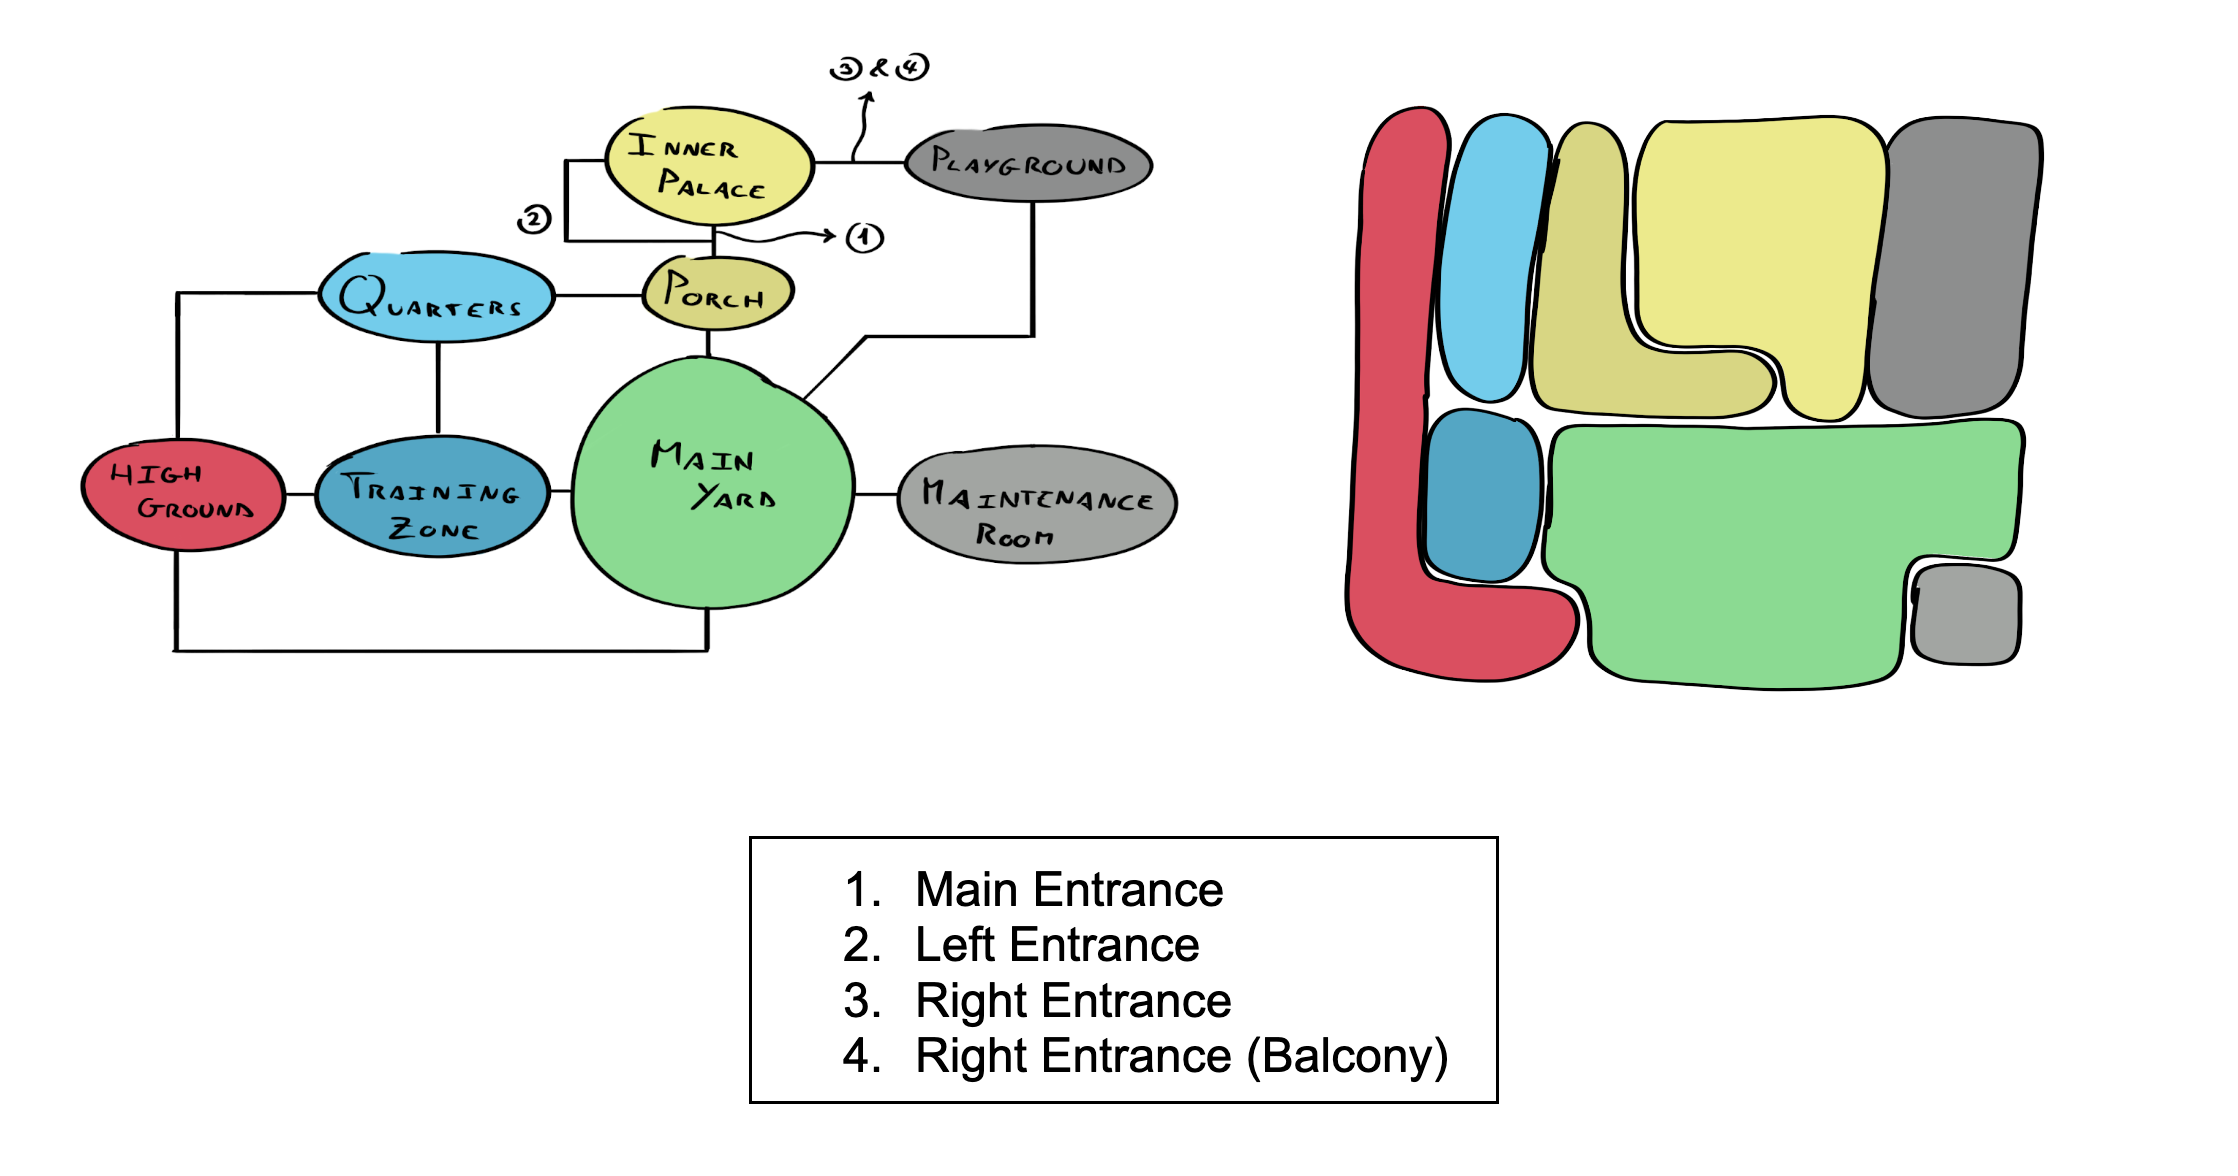 ③ & ④
INNER
PALACE
PLAYGROUND
②
①
QUARTERS
PORCH
HIGH
GROUND
TRAINING
ZONE
MAIN
YARD
MAINTENANCE
ROOM
1. Main Entrance
2. Left Entrance
3. Right Entrance
4. Right Entrance (Balcony)